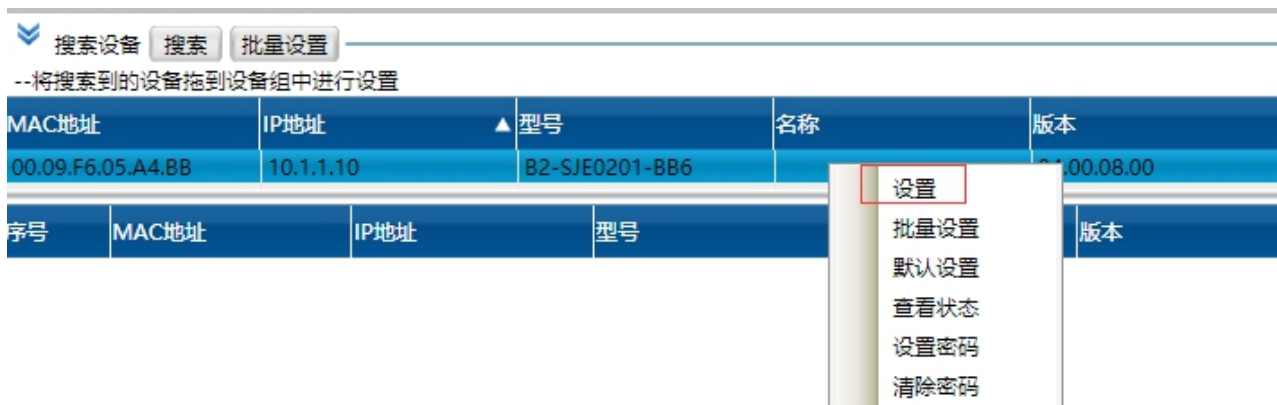 搜索设备 搜索 批量设置
--将搜索到的设备拖到设备组中进行设置
MAC地址 IP地址 ▲ 型号 名称 版本
00.09.F6.05.A4.BB 10.1.1.10 B2-SJE0201-BB6 .00.08.00
设置
序号 MAC地址 IP地址 型号 版本
批量设置
默认设置
查看状态
设置密码
清除密码